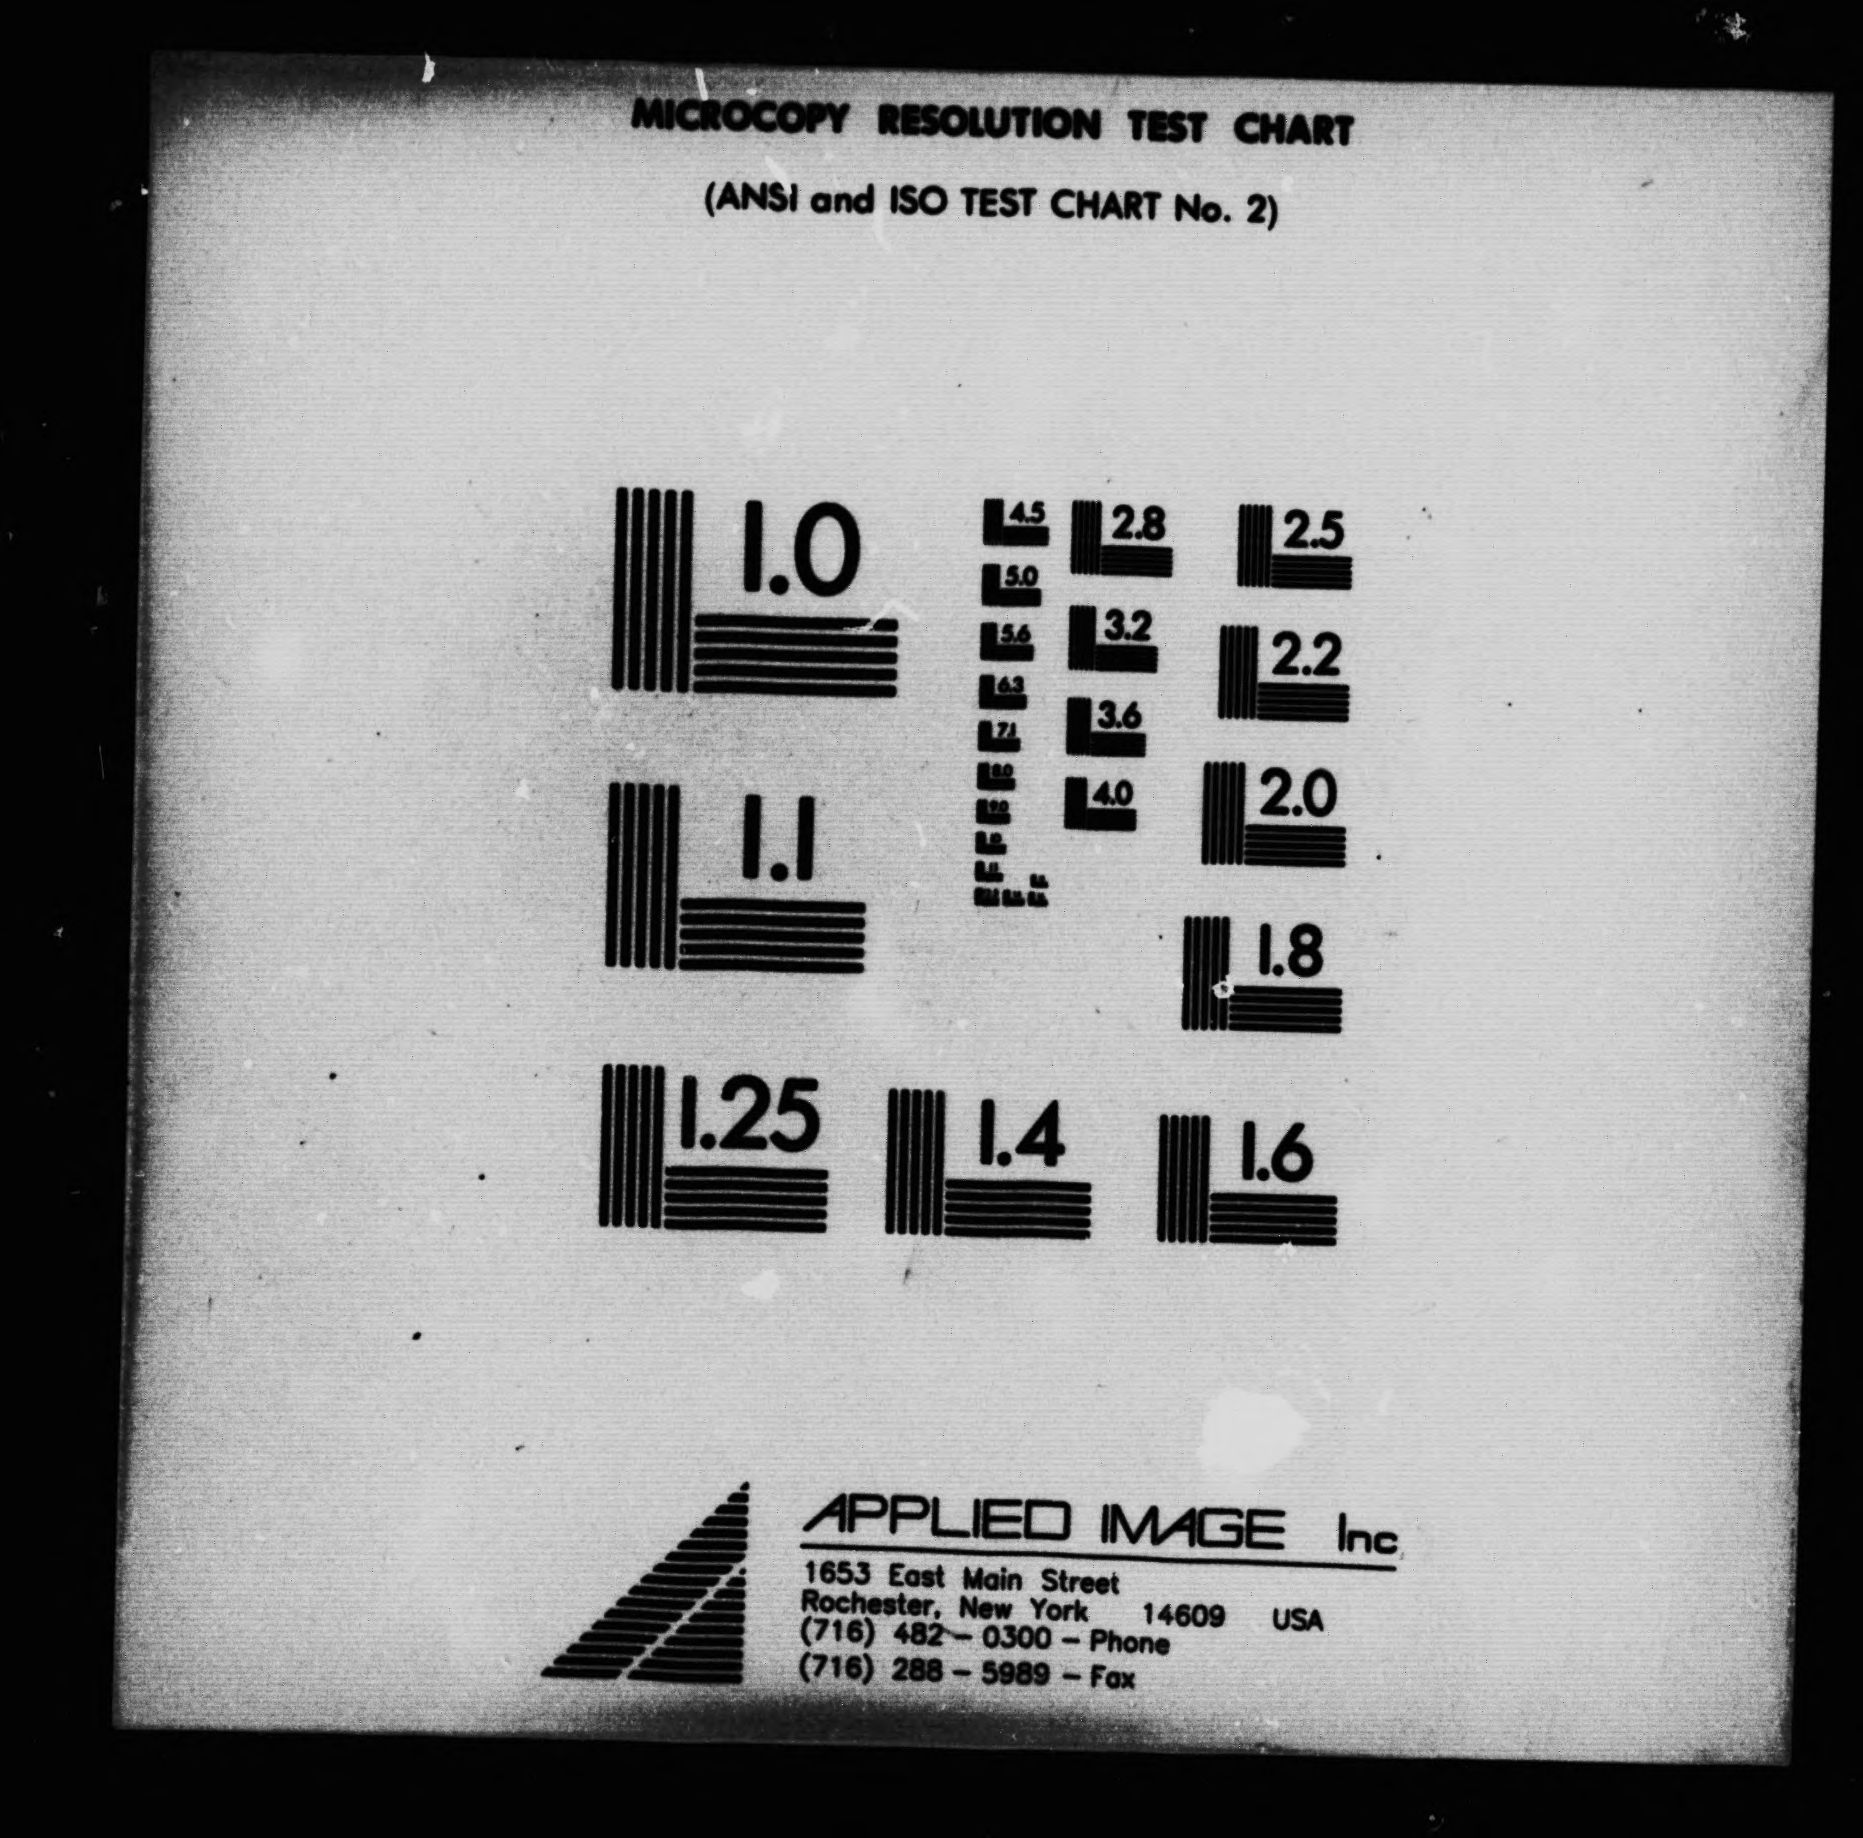 MICROCOPY RESOLUTION TEST CHART
(ANSI and ISO TEST CHART No. 2)
1.0
4.5
2.8
2.5
5.0
3.2
2.2
5.6
6.3
3.6
7.1
2.0
8.0
4.0
9.0
1.1
1.8
1.25
1.4
1.6
APPLIED IMAGE Inc
1653 East Main Street
Rochester, New York 14609 USA
(716) 482 - 0300 - Phone
(716) 288 - 5989 - Fax